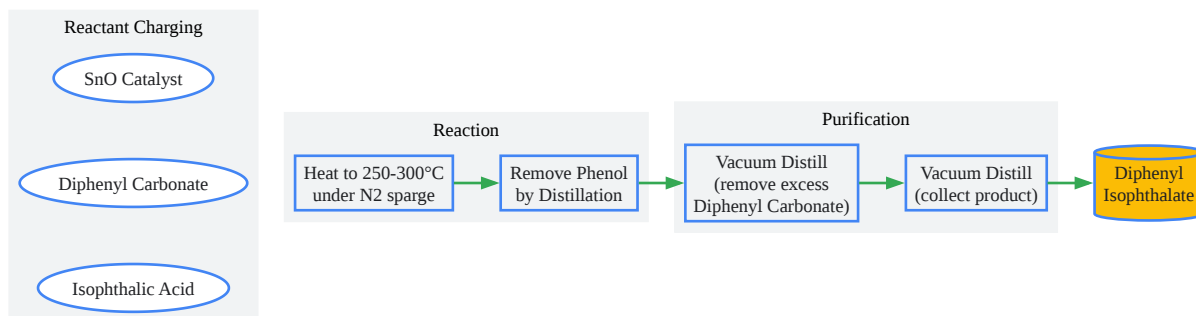 Reactant Charging
SnO Catalyst
Diphenyl Carbonate
Isophthalic Acid
Reaction
Heat to 250-300°C
under N2 sparge
Remove Phenol
by Distillation
Purification
Vacuum Distill
(remove excess
Diphenyl Carbonate)
Vacuum Distill
(collect product)
Diphenyl
Isophthalate